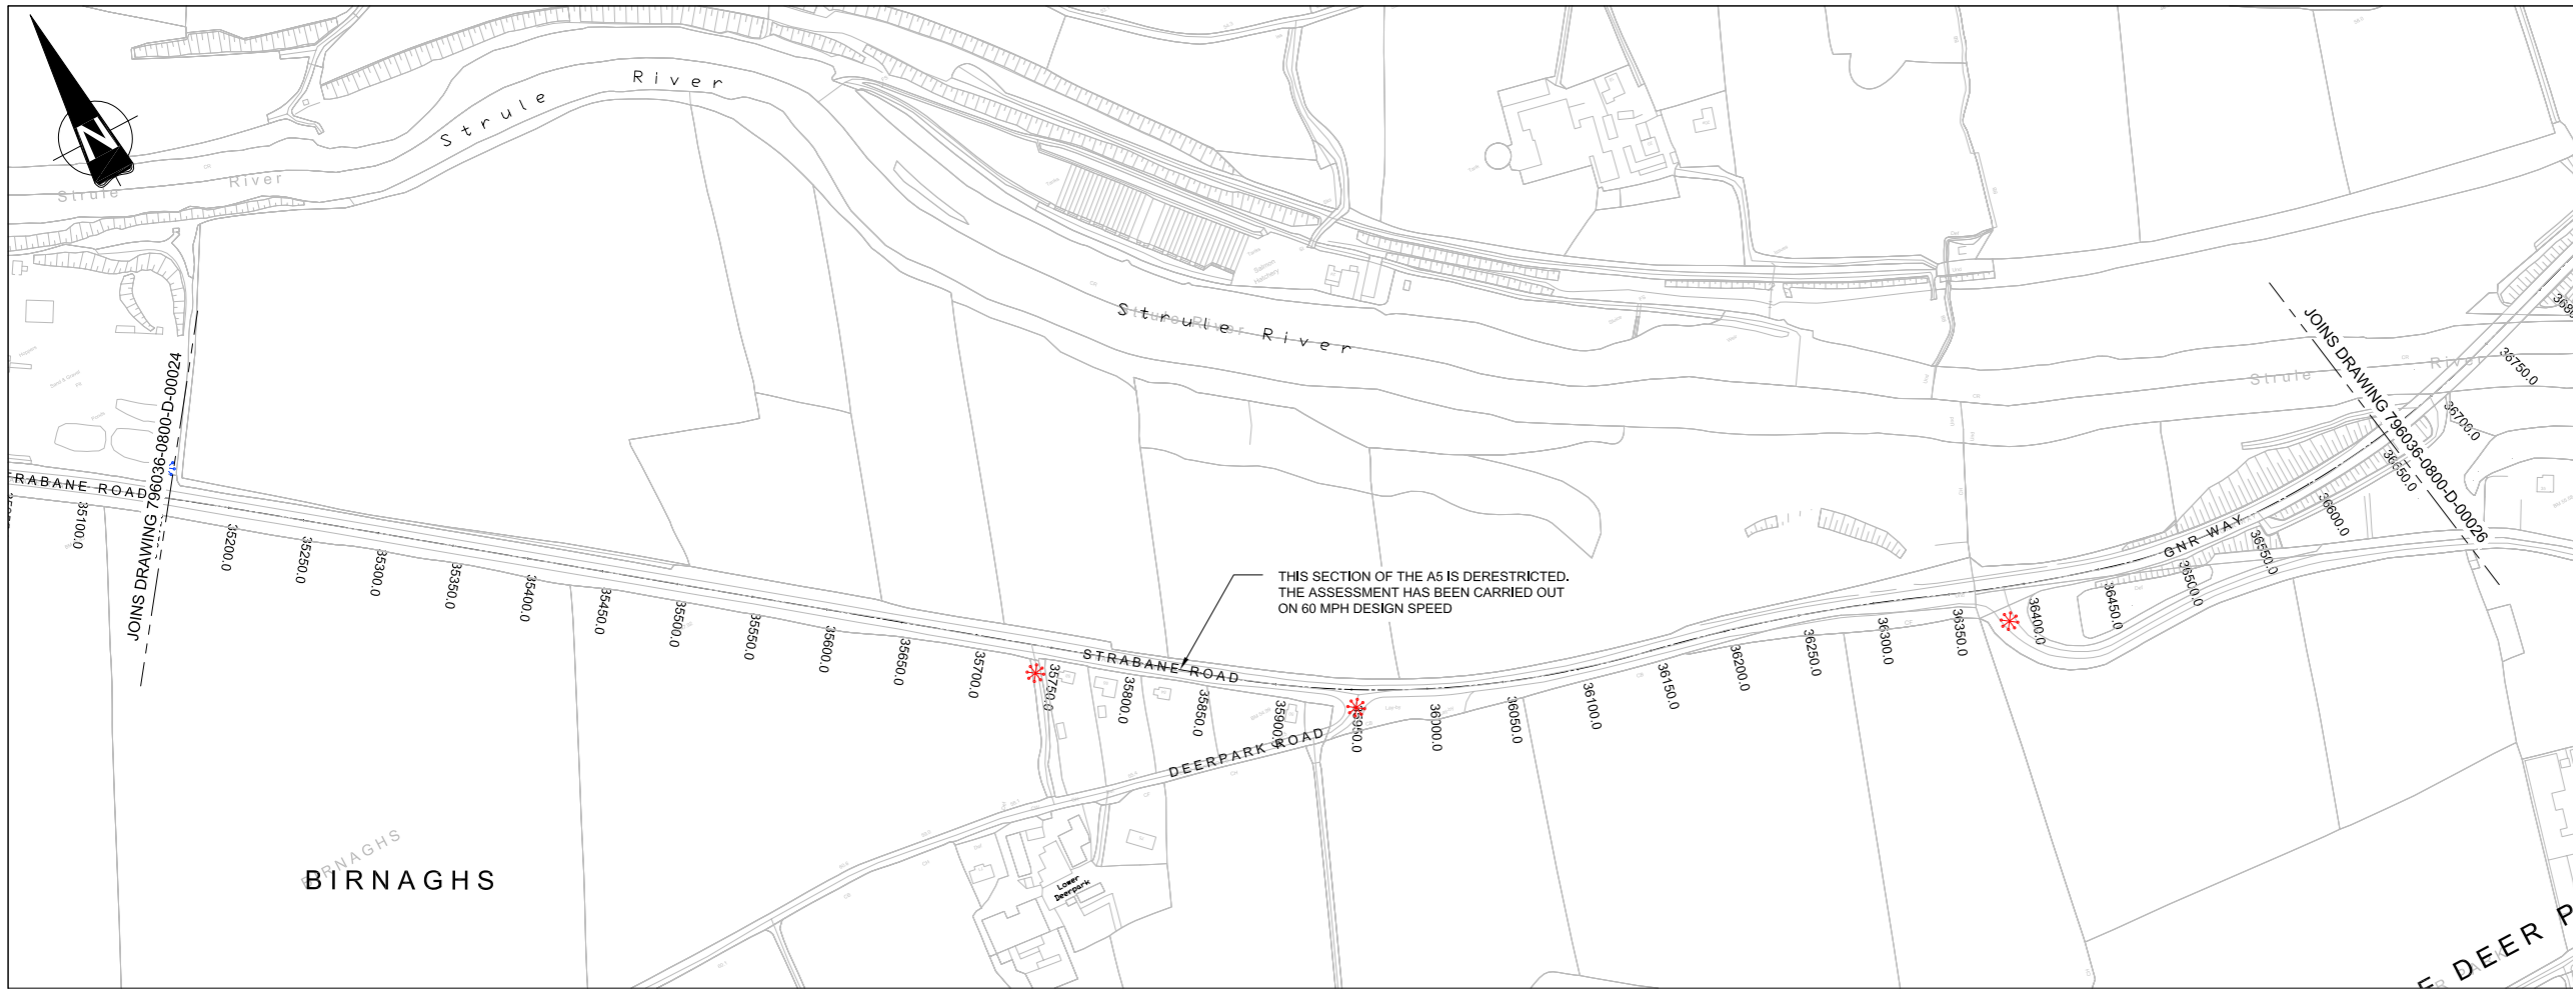 N
Strule River
Strule River
Tanks
Salmon
Hatchery
Strule River
Strule River
Strule River
JOINS DRAWING 796036-0800-D-00024
JOINS DRAWING 796036-0800-D-00026
RABANE ROAD
35100.0
35200.0
35250.0
35300.0
35350.0
35400.0
35450.0
35500.0
35550.0
35600.0
35650.0
35700.0
35750.0
35800.0
35850.0
35900.0
35950.0
36000.0
36050.0
36100.0
36150.0
36200.0
36250.0
36300.0
36350.0
36400.0
36450.0
36500.0
36550.0
36600.0
36650.0
36700.0
36750.0
THIS SECTION OF THE A5 IS DERESTRICTED.
THE ASSESSMENT HAS BEEN CARRIED OUT
ON 60 MPH DESIGN SPEED
STRABANE ROAD
GNR WAY
DEERPARK ROAD
Lower
Deerpark
BIRNAGHS
BIRNAGHS
E DEER P